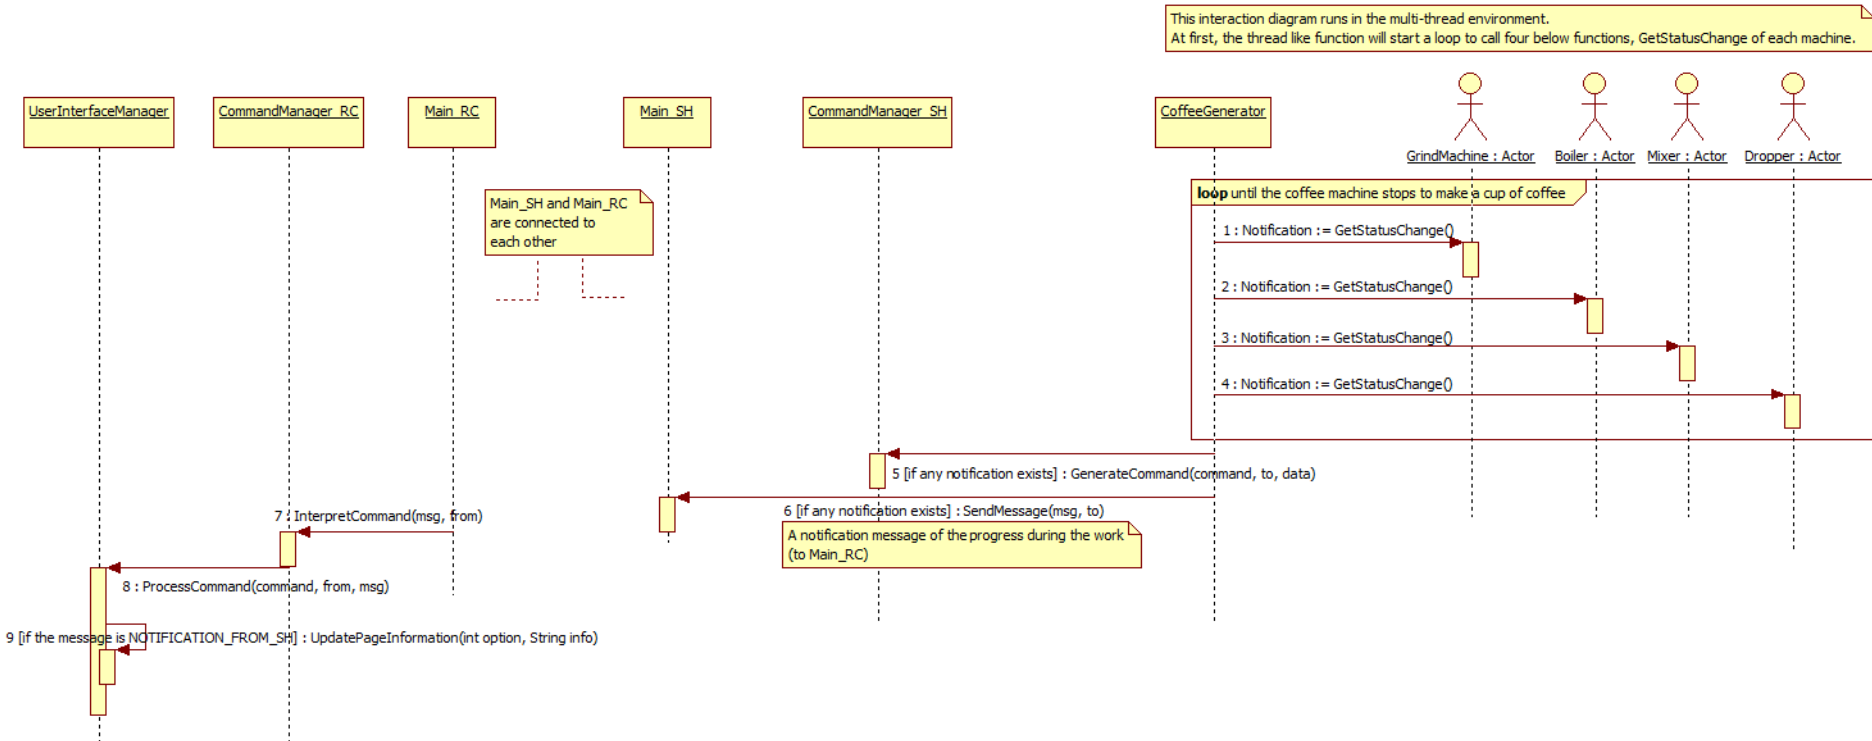 This interaction diagram runs in the multi-thread environment.
At first, the thread like function will start a loop to call four below functions, GetStatusChange of each machine.
UserInterfaceManager
CommandManager_RC
Main_RC
Main_SH
CommandManager_SH
CoffeeGenerator
GrindMachine : Actor
Boiler : Actor
Mixer : Actor
Dropper : Actor
Main_SH and Main_RC
are connected to
each other
loop until the coffee machine stops to make a cup of coffee
1 : Notification := GetStatusChange()
2 : Notification := GetStatusChange()
3 : Notification := GetStatusChange()
4 : Notification := GetStatusChange()
5 [if any notification exists] : GenerateCommand(command, to, data)
6 [if any notification exists] : SendMessage(msg, to)
A notification message of the progress during the work
(to Main_RC)
7 : InterpretCommand(msg, from)
8 : ProcessCommand(command, from, msg)
9 [if the message is NOTIFICATION_FROM_SH] : UpdatePageInformation(int option, String info)